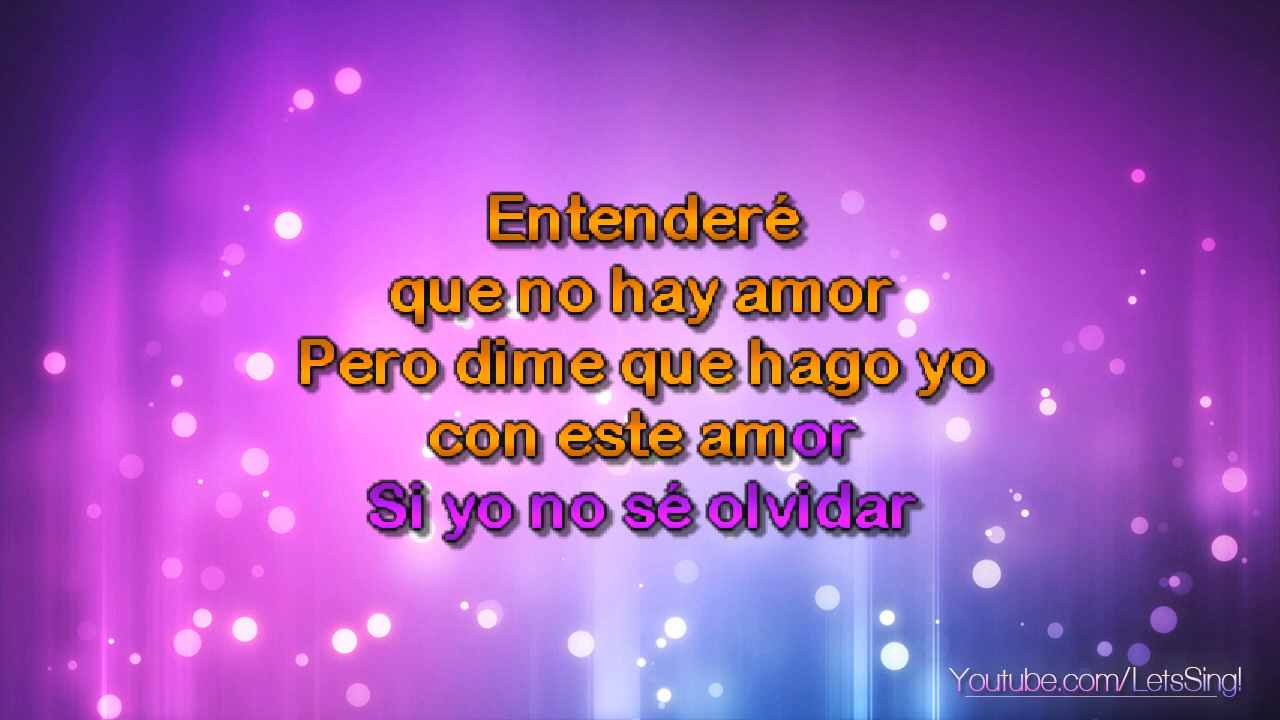 Entenderé
que no hay amor
Pero dime que hago yo
con este amor
Si yo no sé olvidar
Youtube.com/LetsSing!